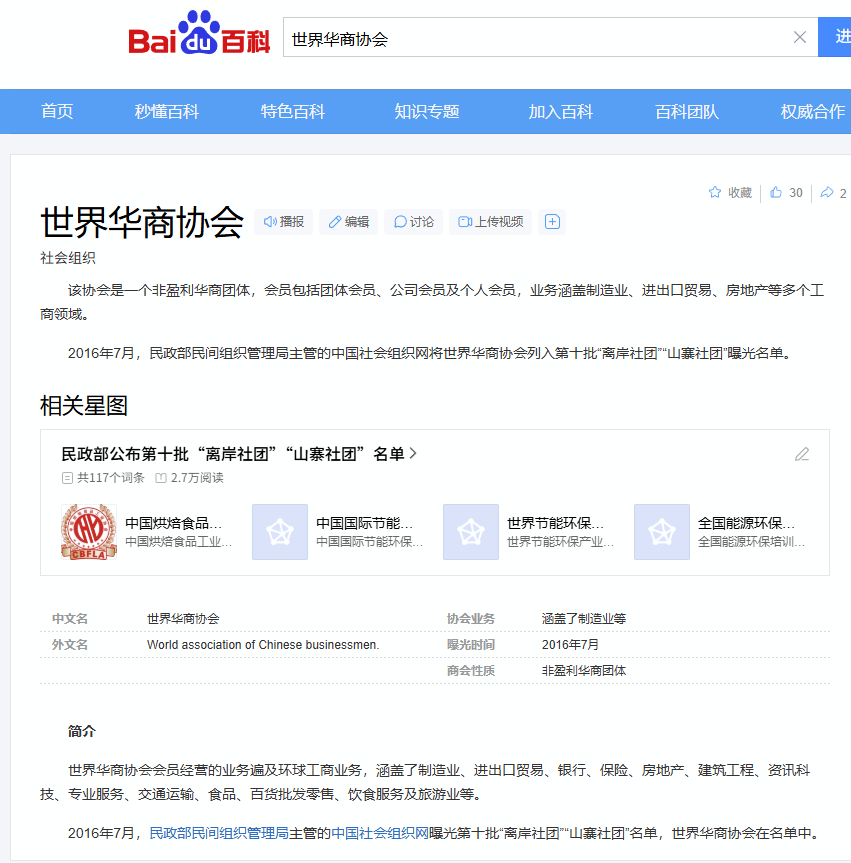 Bai du 百科
世界华商协会
进
首页 秒懂百科 特色百科 知识专题 加入百科 百科团队 权威合作
收藏 30 2
世界华商协会 播报 编辑 讨论 上传视频
社会组织
该协会是一个非盈利华商团体，会员包括团体会员、公司会员及个人会员，业务涵盖制造业、进出口贸易、房地产等多个工
商领域。
2016年7月，民政部民间组织管理局主管的中国社会组织网将世界华商协会列入第十批“离岸社团”“山寨社团”曝光名单。
相关星图
民政部公布第十批“离岸社团”“山寨社团”名单
共117个词条 2.7万阅读
中国烘焙食品... 中国国际节能... 世界节能环保... 全国能源环保...
中国烘焙食品工业... 中国国际节能环保... 世界节能环保产业... 全国能源环保培训...
CBFLA
中文名 世界华商协会 协会业务 涵盖了制造业等
外文名 World association of Chinese businessmen. 曝光时间 2016年7月
商会性质 非盈利华商团体
简介
世界华商协会会员经营的业务遍及环球工商业务，涵盖了制造业、进出口贸易、银行、保险、房地产、建筑工程、资讯科
技、专业服务、交通运输、食品、百货批发零售、饮食服务及旅游业等。
2016年7月，民政部民间组织管理局主管的中国社会组织网曝光第十批“离岸社团”“山寨社团”名单，世界华商协会在名单中。